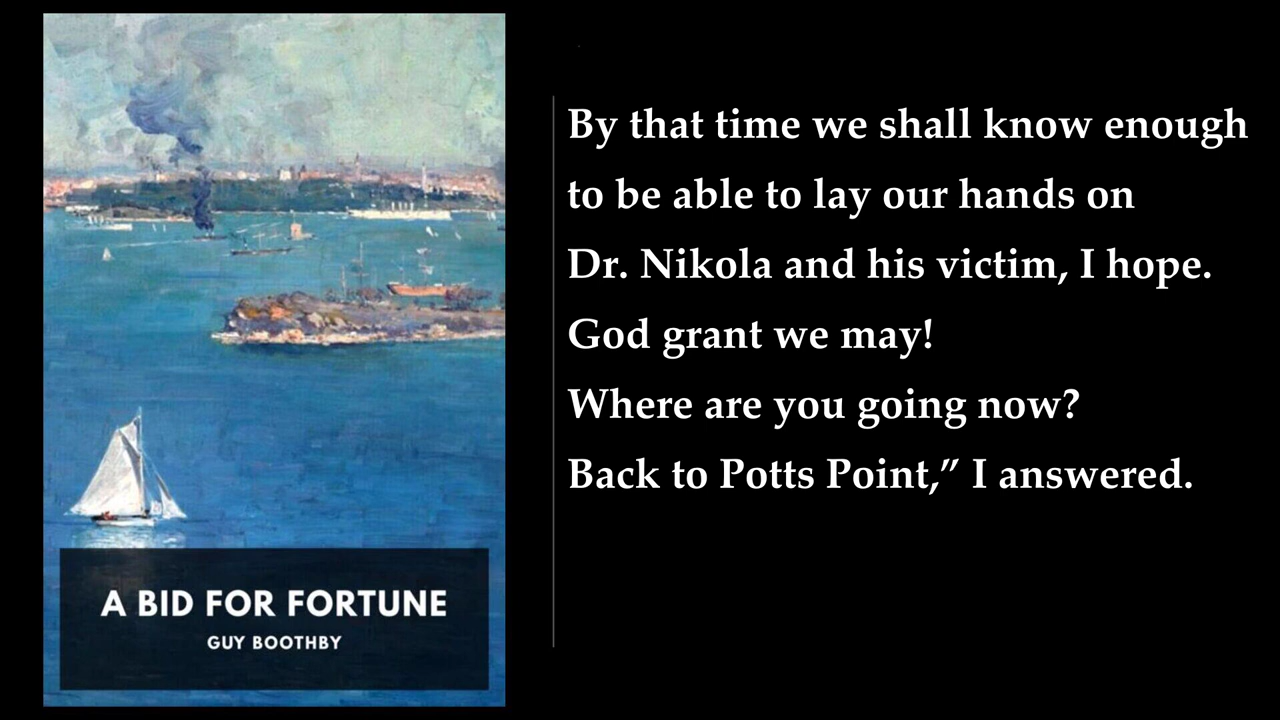 By that time we shall know enough
to be able to lay our hands on
Dr. Nikola and his victim, I hope.
God grant we may!
Where are you going now?
Back to Potts Point,” I answered.
A BID FOR FORTUNE
GUY BOOTHBY